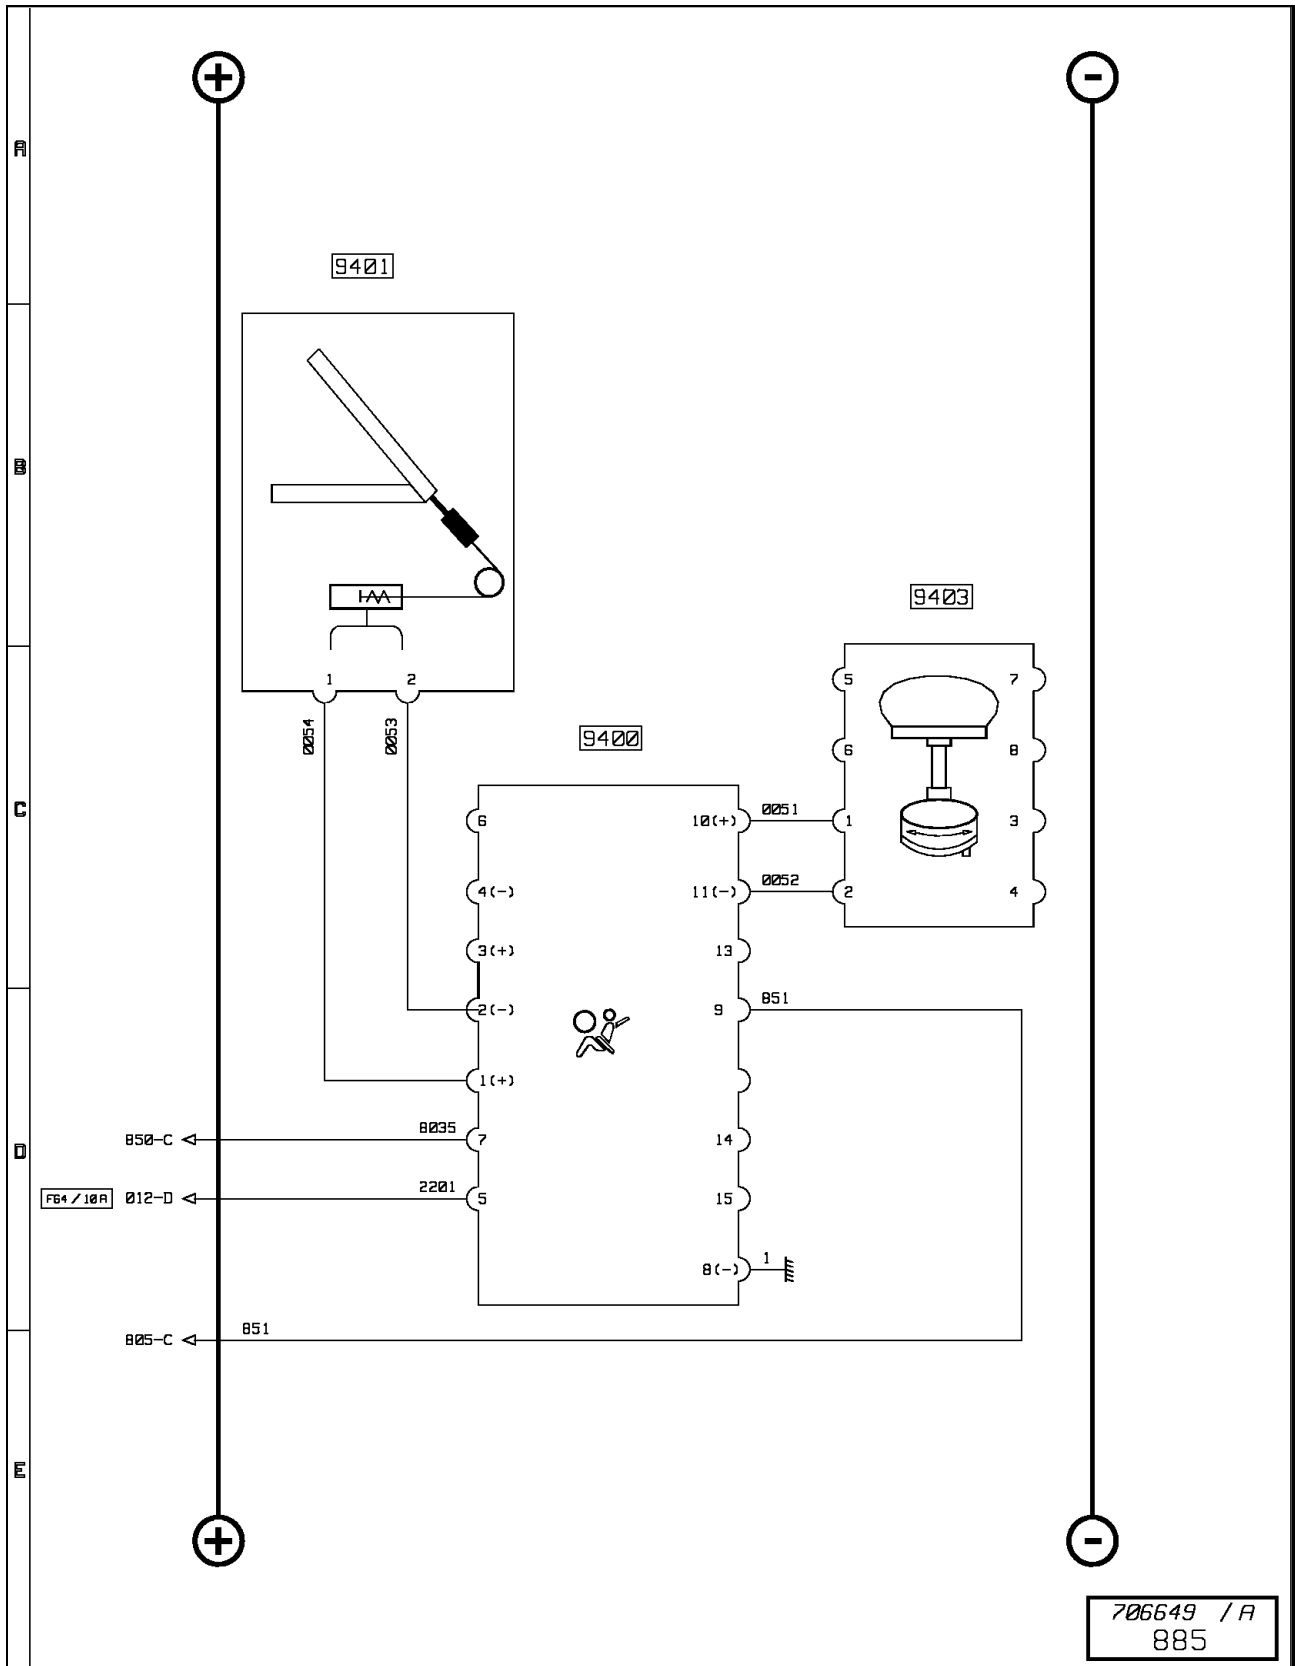 + -
A
9401
B
9403
1 2
5 7
0054 0053
9400
6 8
C
6 10(+) 0051 1 3
4(-) 11(-) 0052 2 4
3(+) 13
2(-) 9 851
1(+)
850-C 8035 7 14
D
F64/10A 012-D 2201 5 15
8(-) 1
805-C 851
E
+ -
706649 /A
885